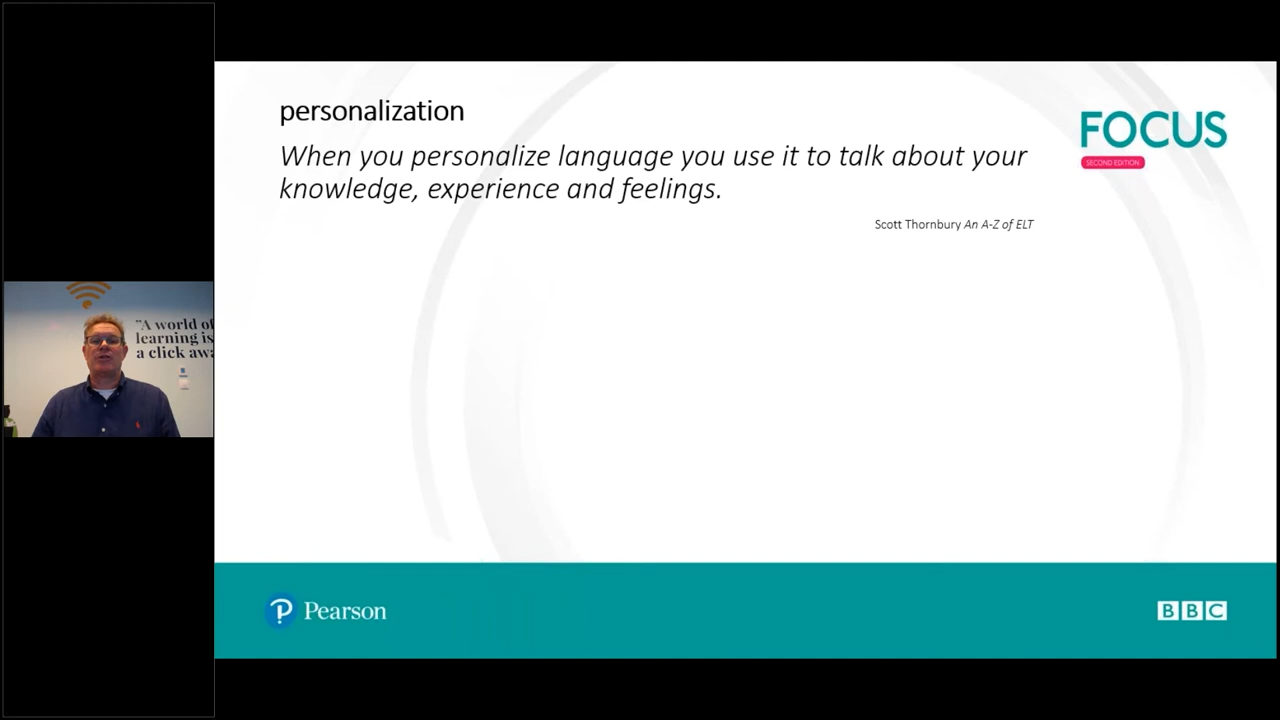 personalization
When you personalize language you use it to talk about your
knowledge, experience and feelings.
Scott Thornbury An A-Z of ELT
FOCUS
SECOND EDITION
"A world of
learning is
a click
Pearson
BBC